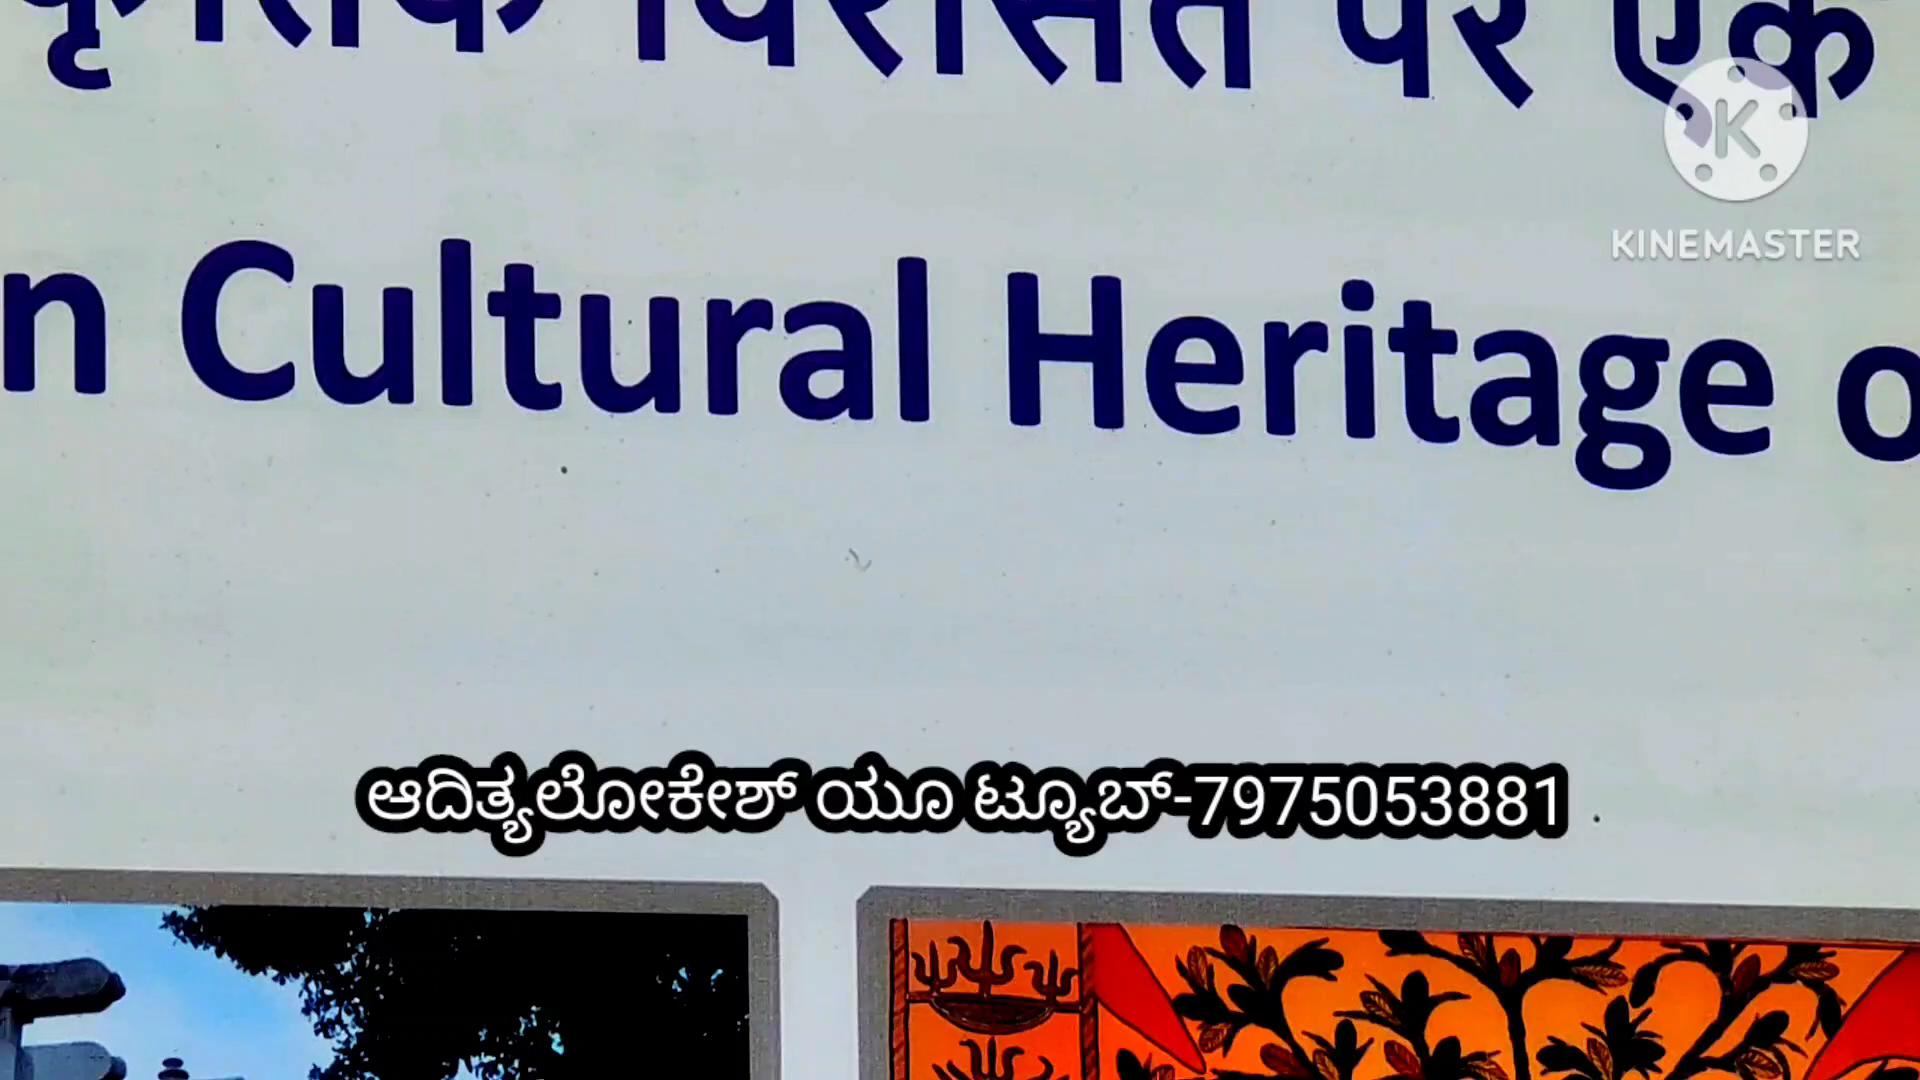 विरासत पर एक
K
KINEMASTER
n Cultural Heritage o
ಆದಿತ್ಯಲೋಕೇಶ್ ಯೂ ಟ್ಯೂಬ್-7975053881